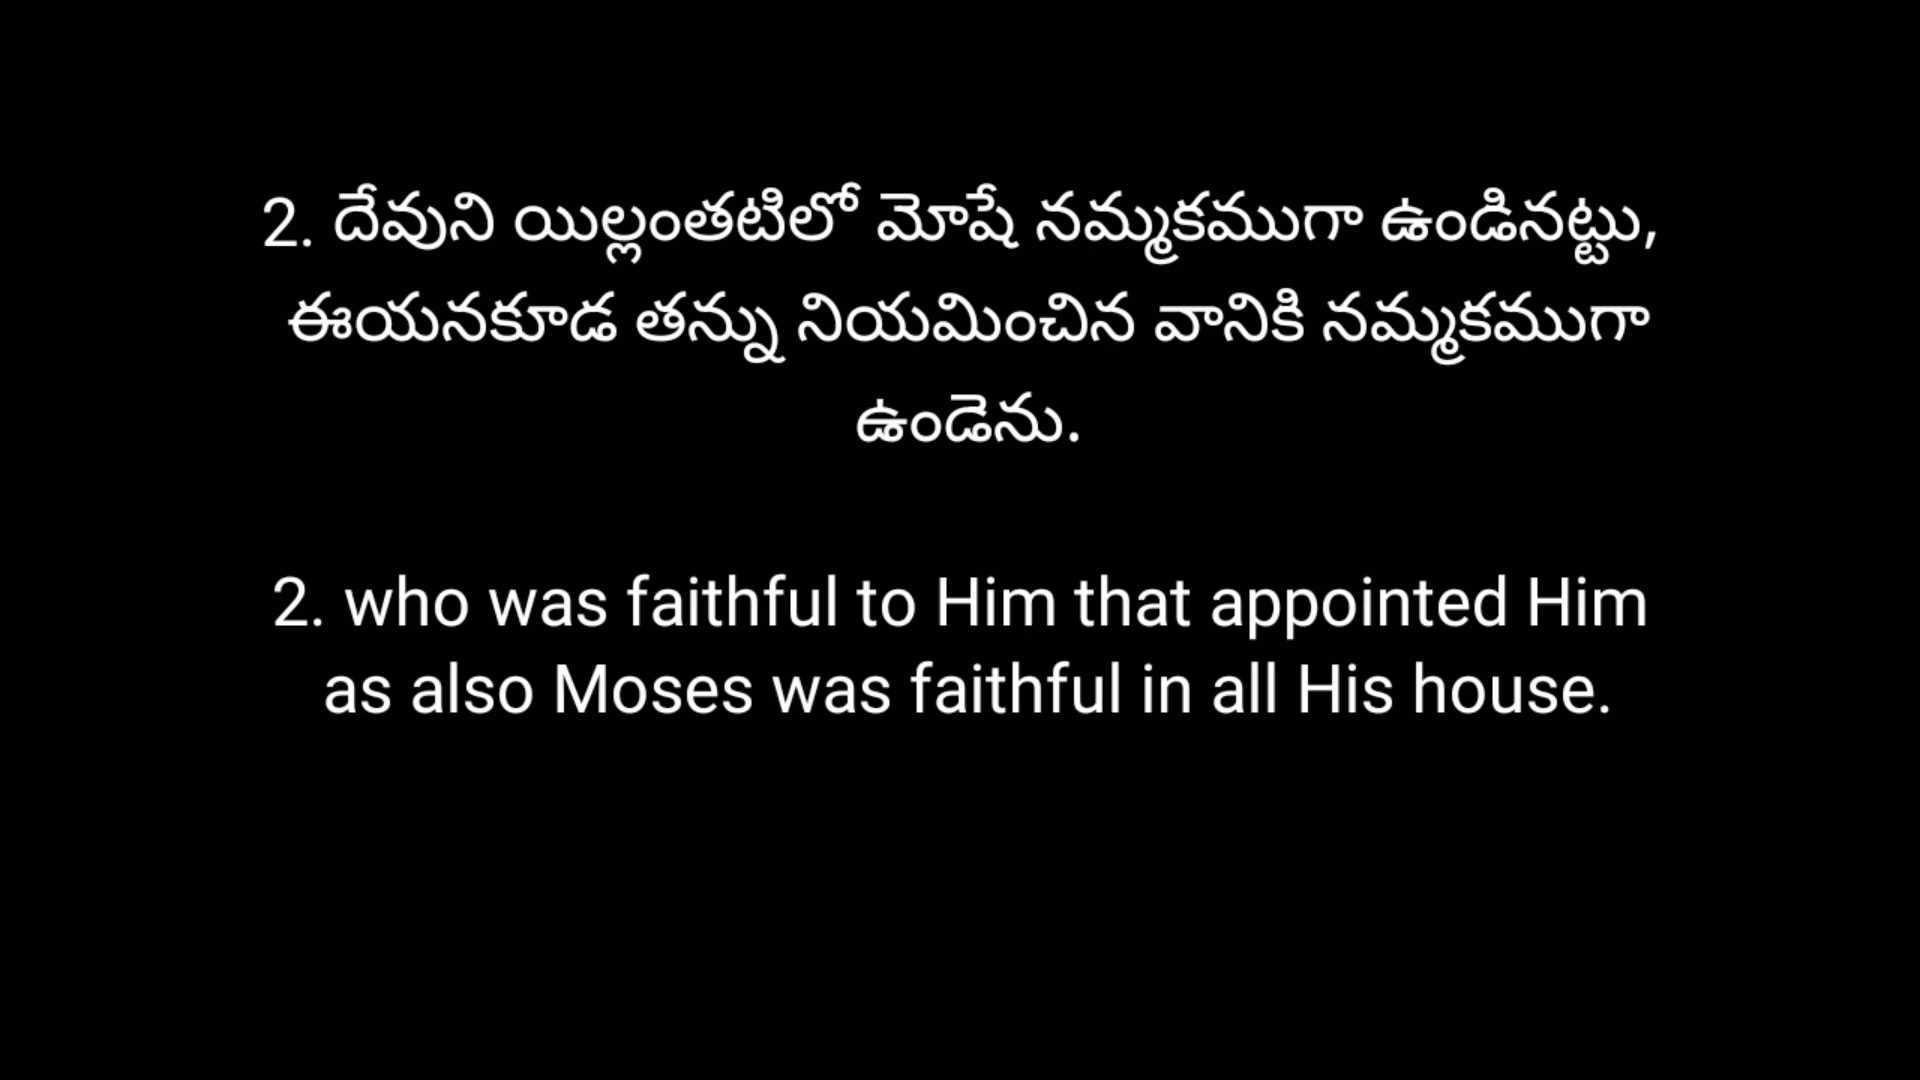 2. దేవుని యిల్లంతటిలో మోషే నమ్మకముగా ఉండినట్టు,
ఈయనకూడ తన్ను నియమించిన వానికి నమ్మకముగా
ఉండెను.
2. who was faithful to Him that appointed Him
as also Moses was faithful in all His house.